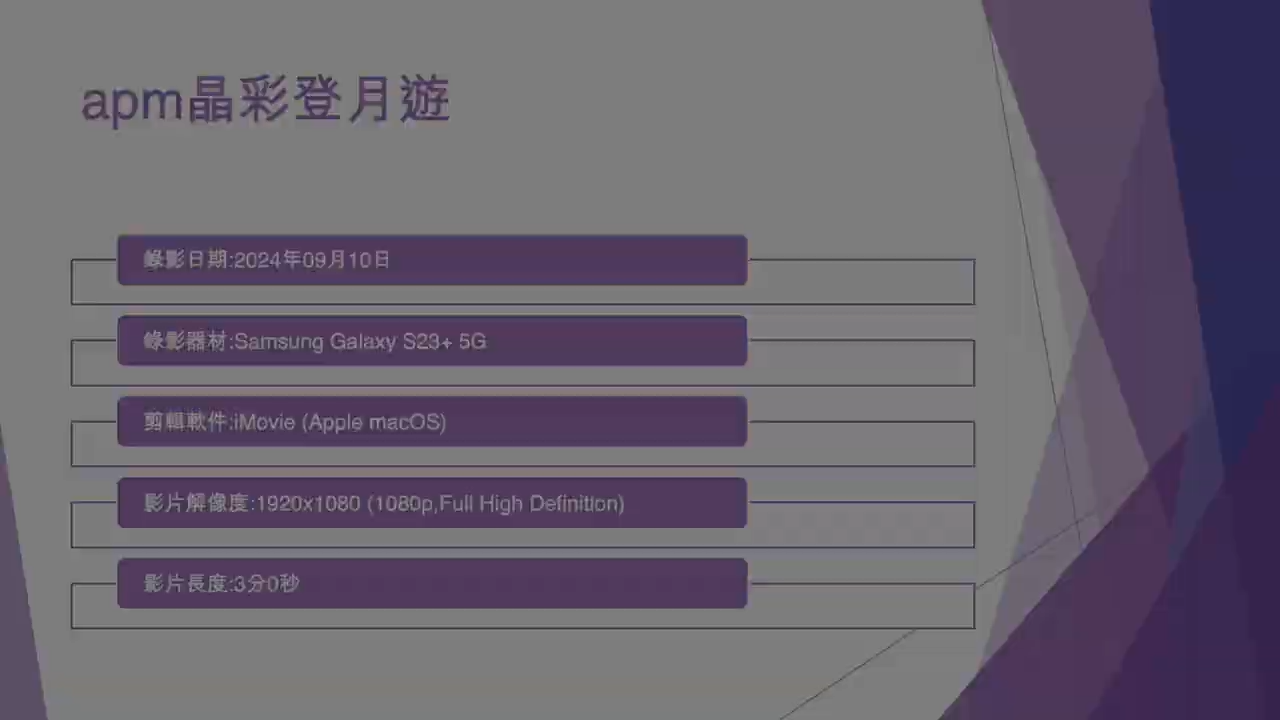 apm晶彩登月遊
錄影日期:2024年09月10日
錄影器材:Samsung Galaxy S23+ 5G
剪輯軟件:iMovie (Apple macOS)
影片解像度:1920x1080 (1080p,Full High Definition)
影片長度:3分0秒